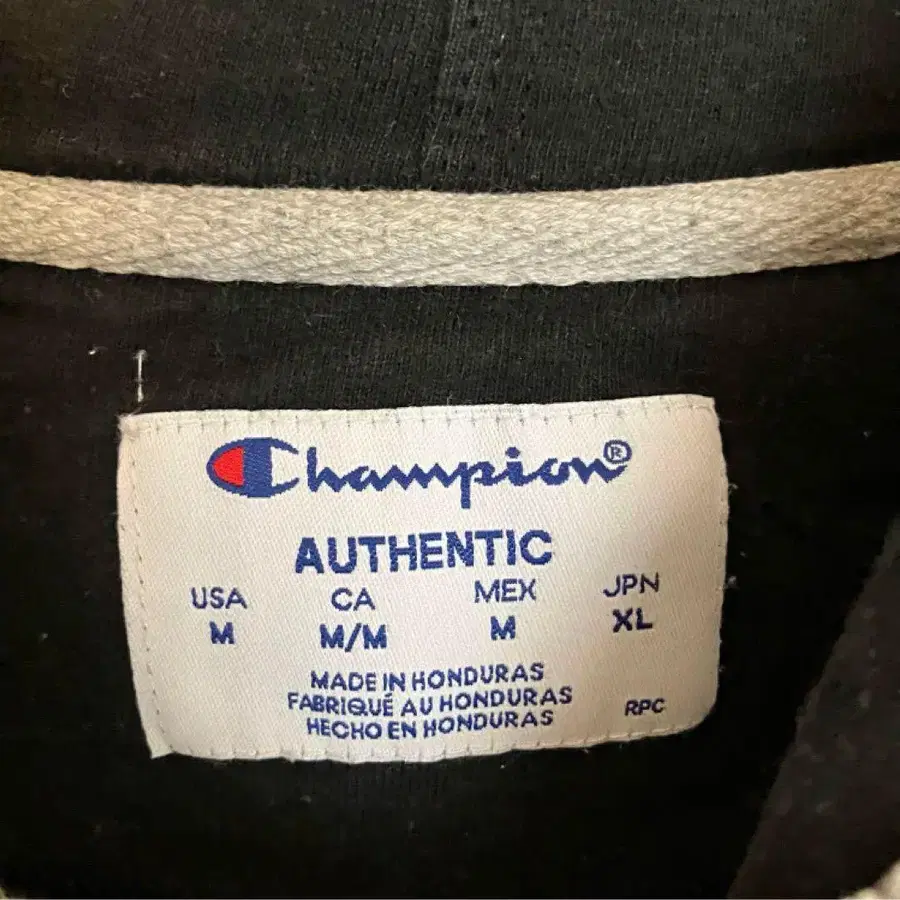 Champion®
AUTHENTIC
USA CA MEX JPN
M M/M M XL
MADE IN HONDURAS
FABRIQUÉ AU HONDURAS
HECHO EN HONDURAS
RPC